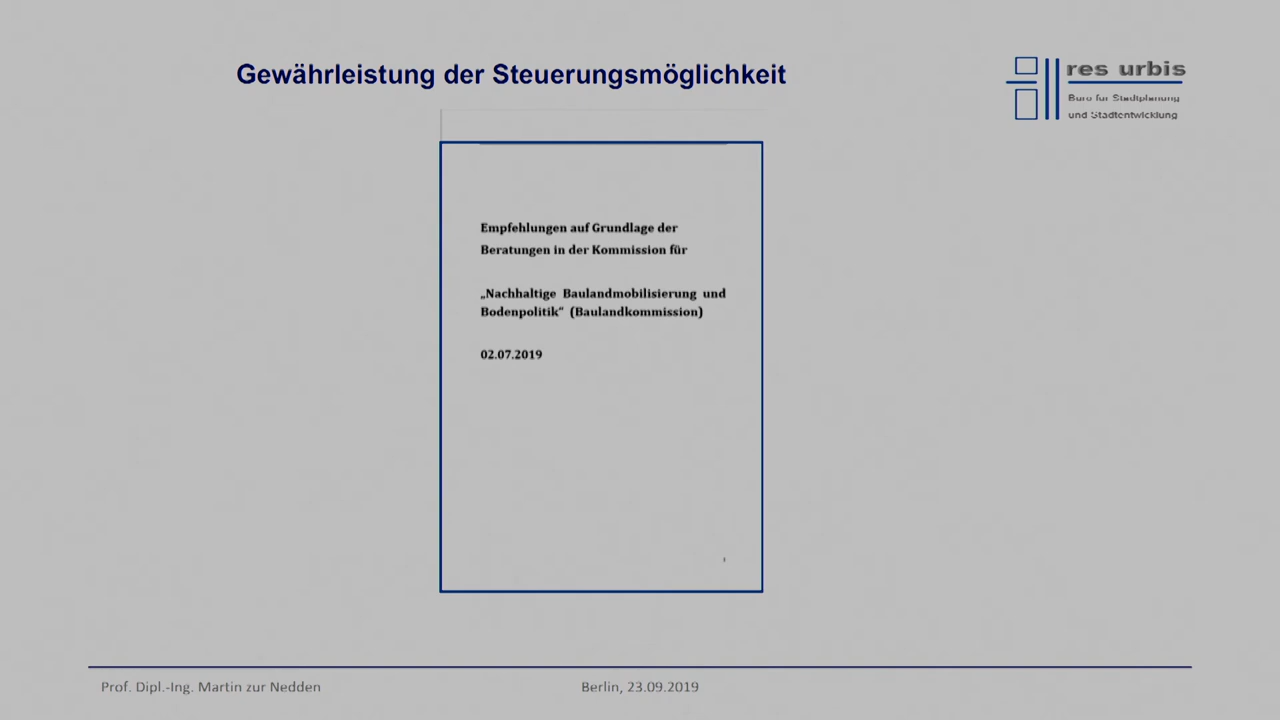 Gewährleistung der Steuerungsmöglichkeit
res urbis
Büro für Stadtplanung
und Stadtentwicklung
Empfehlungen auf Grundlage der
Beratungen in der Kommission für
„Nachhaltige Baulandmobilisierung und
Bodenpolitik“ (Baulandkommission)
02.07.2019
Prof. Dipl.-Ing. Martin zur Nedden
Berlin, 23.09.2019